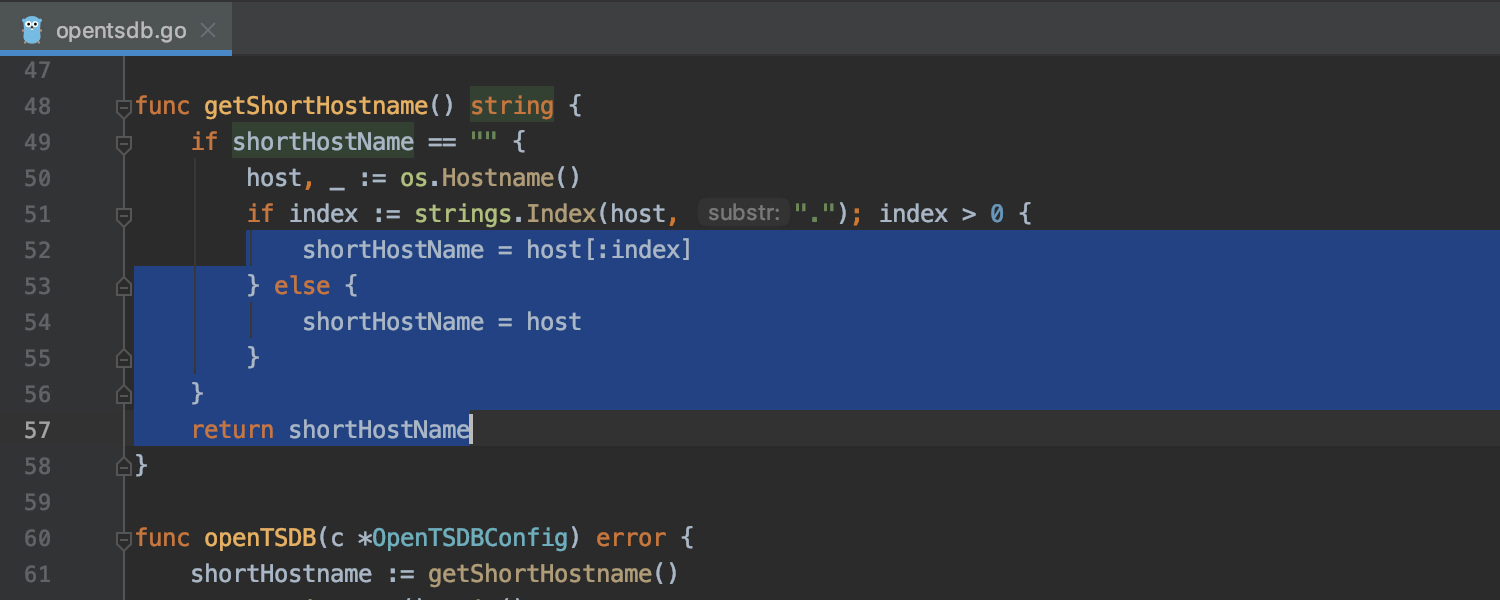 opentsdb.go
47
48 func getShortHostname() string {
49 if shortHostName == "" {
50 host, _ := os.Hostname()
51 if index := strings.Index(host, substr: "."); index > 0 {
52 shortHostName = host[:index]
53 } else {
54 shortHostName = host
55 }
56 }
57 return shortHostName
58 }
59
60 func openTSDB(c *OpenTSDBConfig) error {
61 shortHostname := getShortHostname()